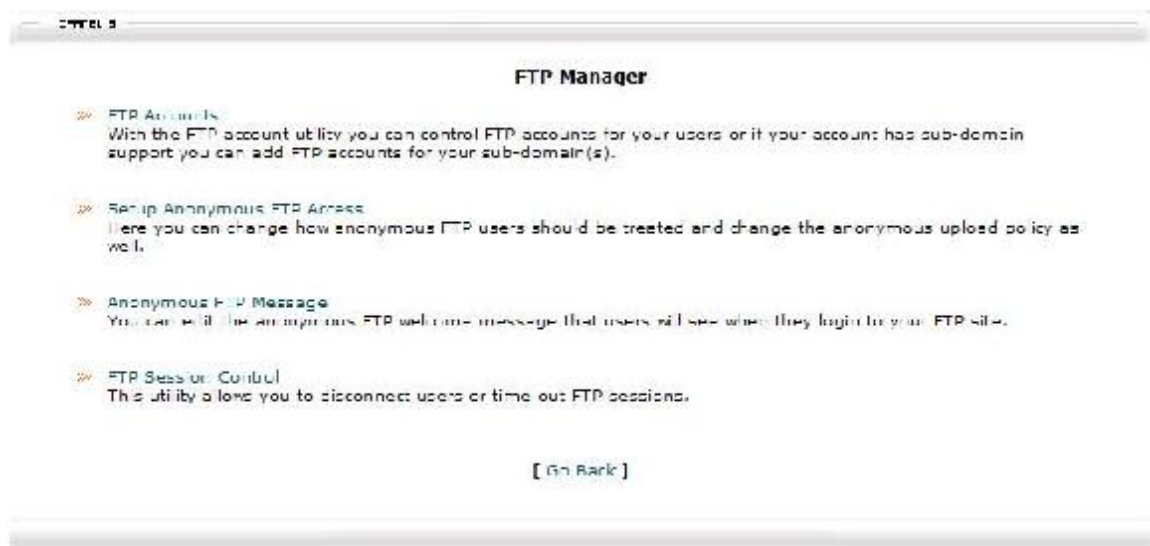 FTP Manager
FTP Accounts
With the FTP account utility you can control FTP accounts for your users or if your account has sub-domain
support you can add FTP accounts for your sub-domain(s).
Setup Anonymous FTP Access
Here you can change how anonymous FTP users should be treated and change the anonymous upload policy as
well.
Anonymous FTP Message
You can edit the anonymous FTP welcome message that users will see when they login to your FTP site.
FTP Session Control
This utility allows you to disconnect users or time out FTP sessions.
[ Go Back ]